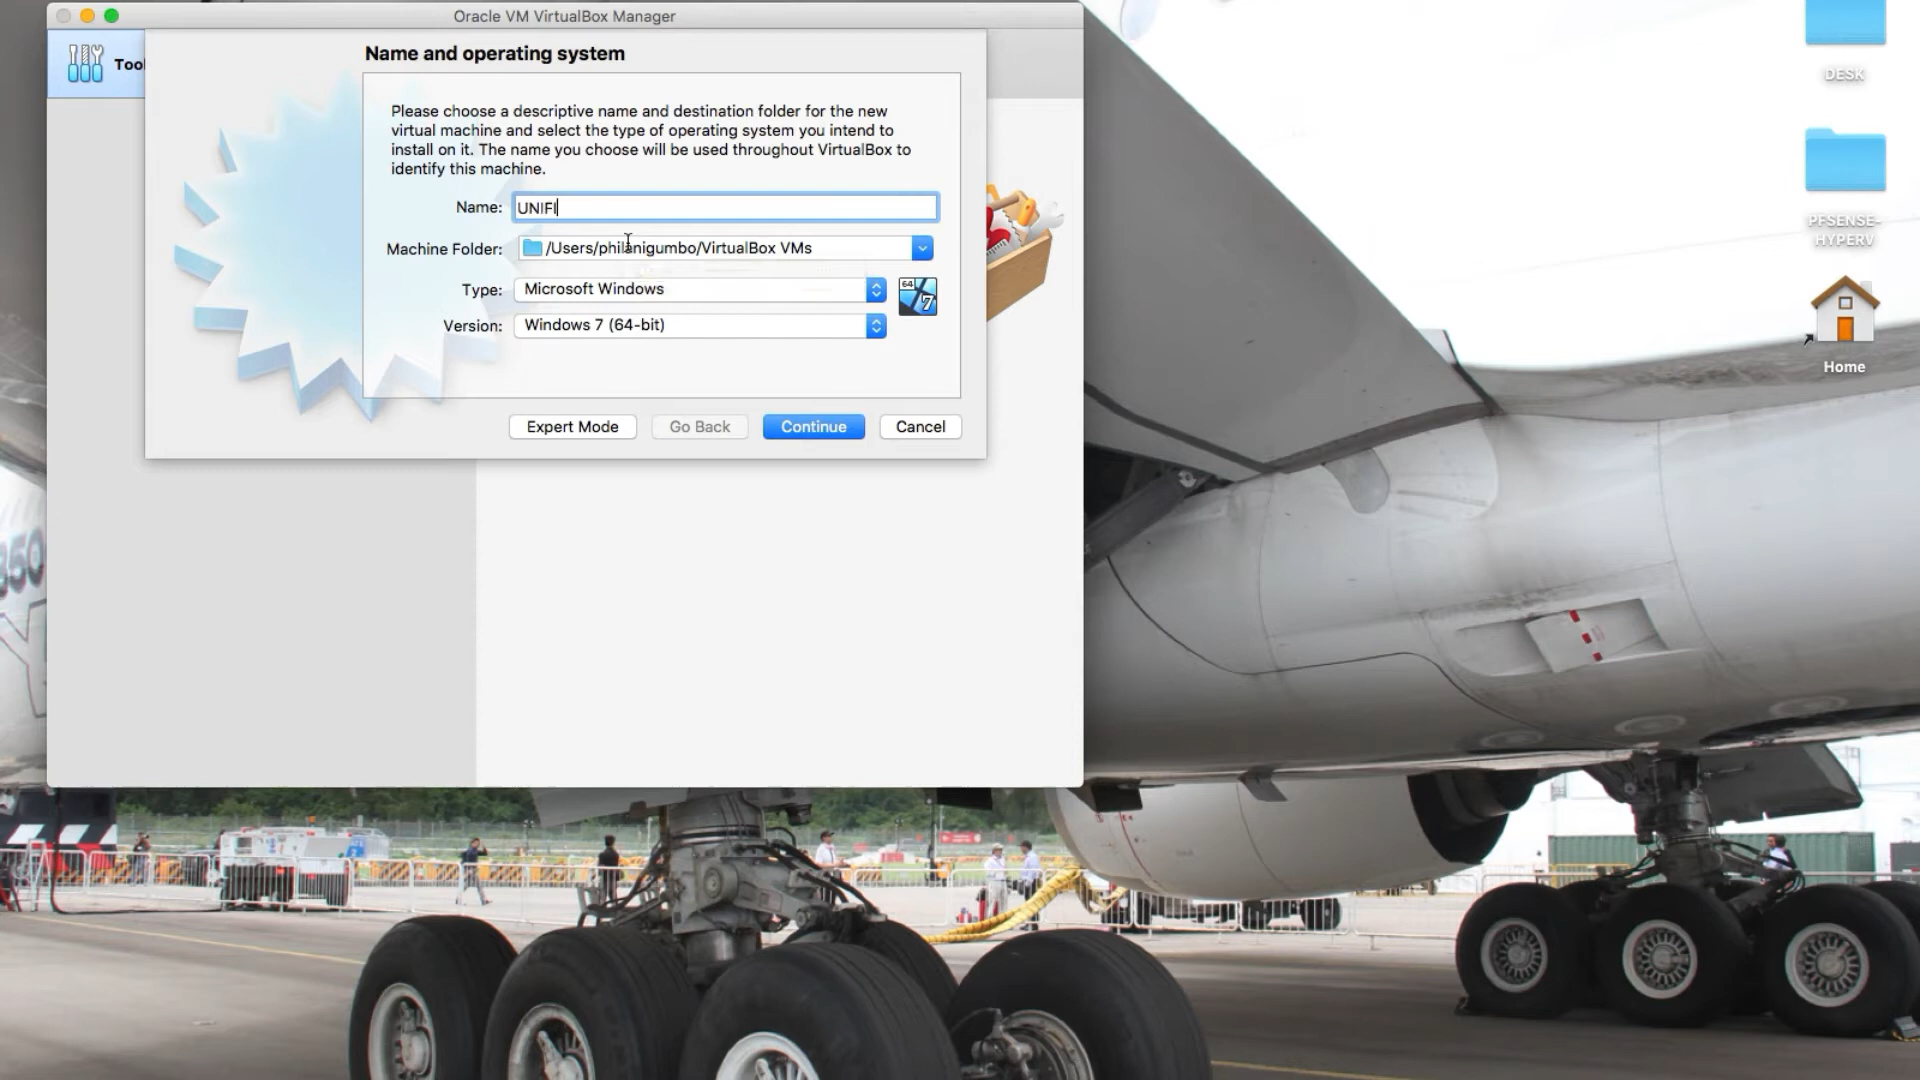 Oracle VM VirtualBox Manager
Tool
Name and operating system
Please choose a descriptive name and destination folder for the new
virtual machine and select the type of operating system you intend to
install on it. The name you choose will be used throughout VirtualBox to
identify this machine.
Name: UNIFI
Machine Folder: /Users/philanigumbo/VirtualBox VMs
Type: Microsoft Windows
64
7
Version: Windows 7 (64-bit)
Expert Mode Go Back Continue Cancel
DESK
PFSENSE-
HYPERV
Home
350